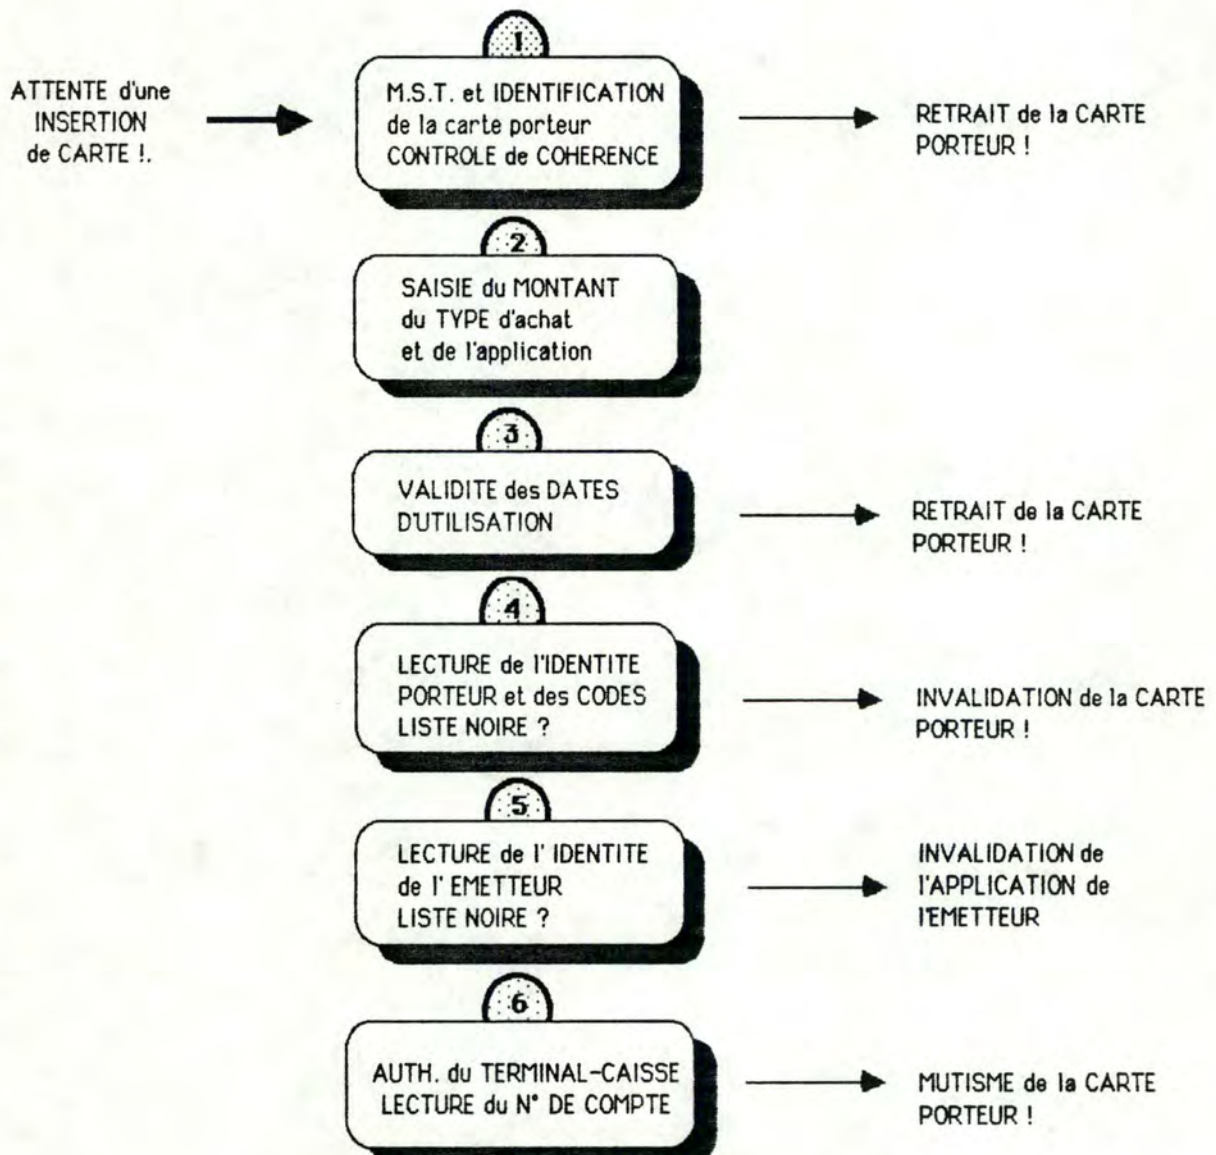 ATTENTE d'une
INSERTION
de CARTE !.
1
M.S.T. et IDENTIFICATION
de la carte porteur
CONTROLE de COHERENCE
RETRAIT de la CARTE
PORTEUR !
2
SAISIE du MONTANT
du TYPE d'achat
et de l'application
3
VALIDITE des DATES
D'UTILISATION
RETRAIT de la CARTE
PORTEUR !
4
LECTURE de l'IDENTITE
PORTEUR et des CODES
LISTE NOIRE ?
INVALIDATION de la CARTE
PORTEUR !
5
LECTURE de l' IDENTITE
de l' EMETTEUR
LISTE NOIRE ?
INVALIDATION de
l'APPLICATION de
l'EMETTEUR
6
AUTH. du TERMINAL-CAISSE
LECTURE du N° DE COMPTE
MUTISME de la CARTE
PORTEUR !